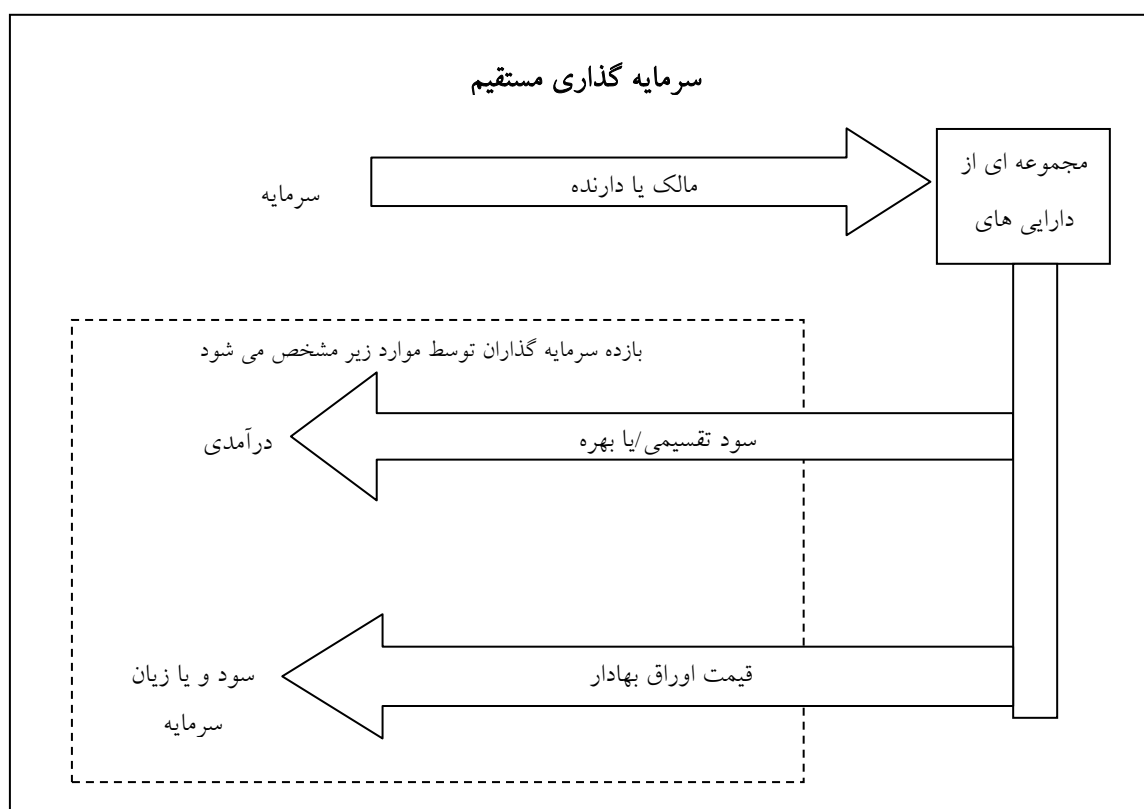 سرمایه گذاری مستقیم
مجموعه ای از
دارایی های
مالک یا دارنده
سرمایه
بازده سرمایه گذاران توسط موارد زیر مشخص می شود
سود تقسیمی/یا بهره
درآمدی
قیمت اوراق بهادار
سود و یا زیان
سرمایه